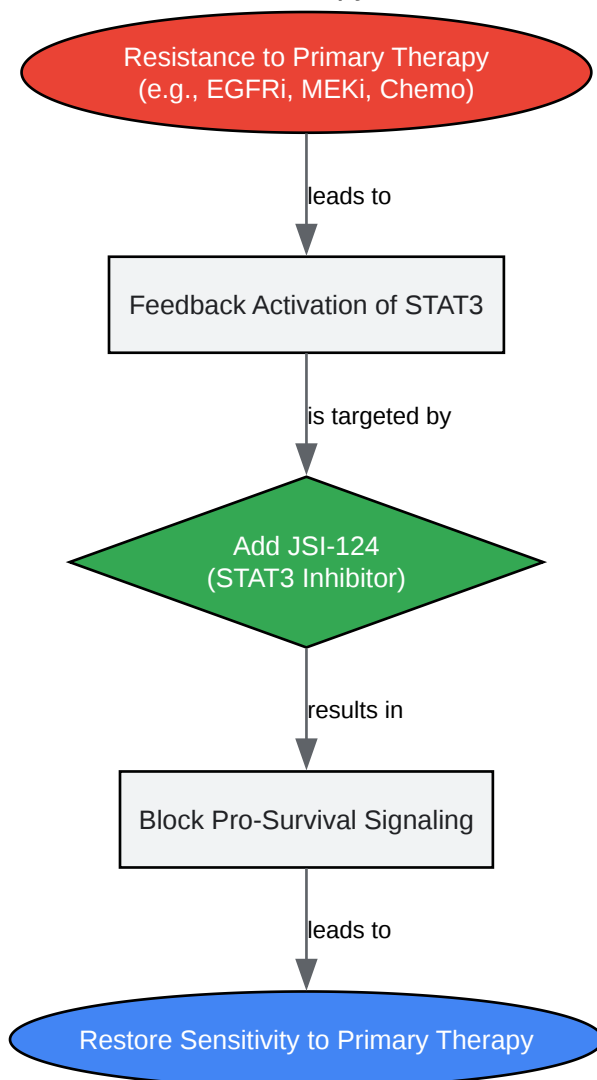 Resistance to Primary Therapy
(e.g., EGFRi, MEKi, Chemo)
leads to
Feedback Activation of STAT3
is targeted by
Add JSI-124
(STAT3 Inhibitor)
results in
Block Pro-Survival Signaling
leads to
Restore Sensitivity to Primary Therapy